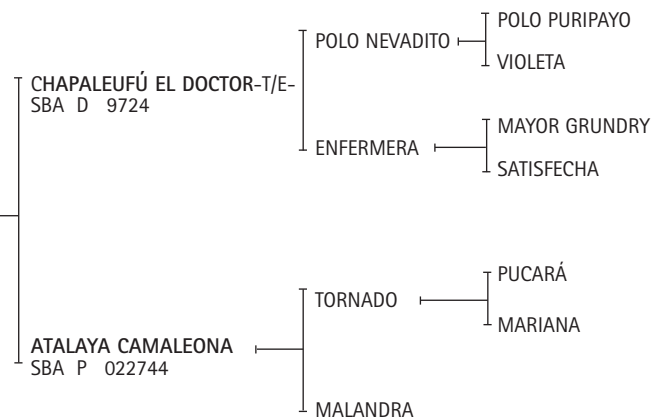 POLO PURIPAYO
POLO NEVADITO
VIOLETA
CHAPALEUFÚ EL DOCTOR-T/E-
SBA D 9724
MAYOR GRUNDRY
ENFERMERA
SATISFECHA
PUCARÁ
TORNADO
MARIANA
ATALAYA CAMALEONA
SBA P 022744
MALANDRA